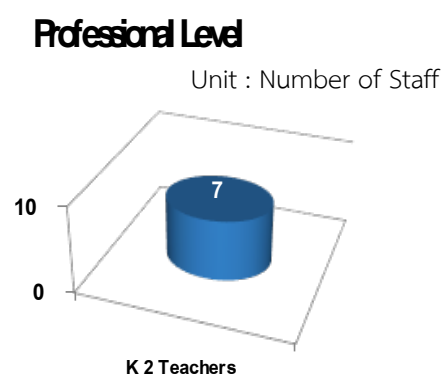 Professional Level
Unit : Number of Staff
7
10
0
K 2 Teachers